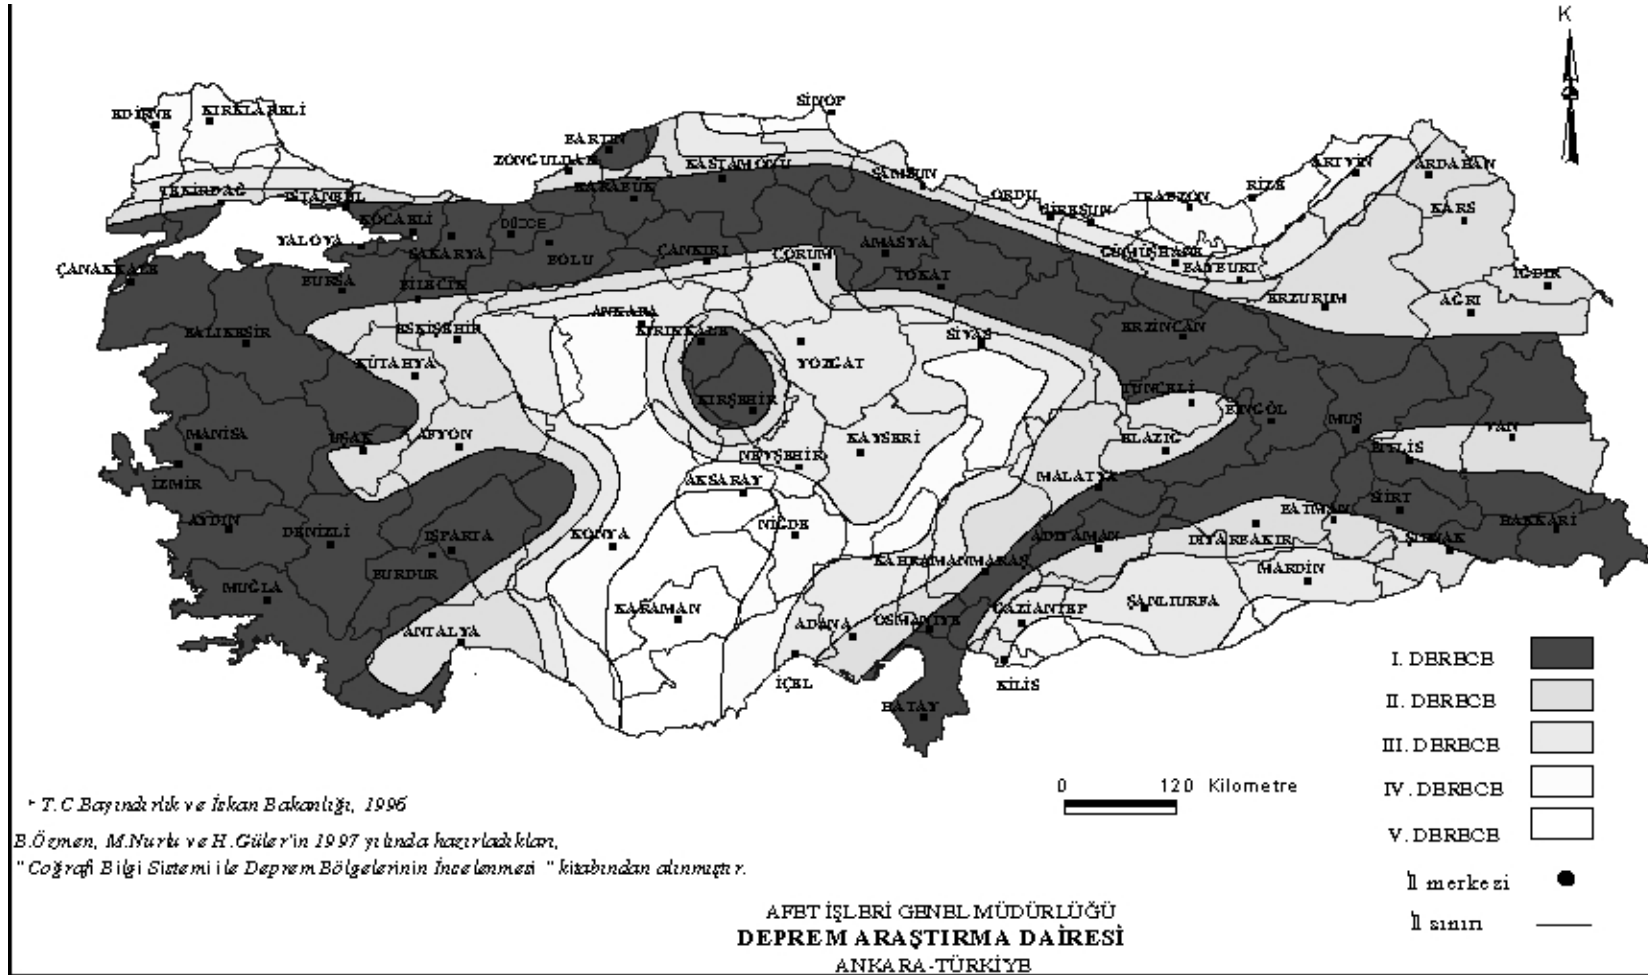 K
SİNOP
EDİRNE
KIRKLARELİ
BARTIN
ZONGULDAK
KASTAMONU
ARTVİN
ARDAHAN
TEKİRDAĞ
İSTANBUL
KARABÜK
SAMSUN
ORDU
GİRESUN
TRABZON
RİZE
KOCAELİ
DÜZCE
KARS
YALOVA
SAKARYA
BOLU
ÇANKIRI
ÇORUM
AMASYA
TOKAT
GÜMÜŞHANE
BAYBURT
ÇANAKKALE
BURSA
BİLECİK
ERZURUM
AĞRI
IĞDIR
BALIKESİR
ESKİŞEHİR
ANKARA
KIRIKKALE
SİVAS
ERZİNCAN
KÜTAHYA
YOZGAT
TUNCELİ
KIRŞEHİR
BİNGÖL
MUŞ
VAN
MANİSA
UŞAK
AFYON
KAYSERİ
ELAZIĞ
BİTLİS
NEVŞEHİR
İZMİR
AKSARAY
MALATYA
SİİRT
AYDIN
DENİZLİ
ISPARTA
KONYA
NİĞDE
ADIYAMAN
DİYARBAKIR
BATMAN
ŞIRNAK
HAKKARİ
BURDUR
KAHRAMANMARAŞ
MARDİN
MUĞLA
KARAMAN
GAZİANTEP
ŞANLIURFA
ANTALYA
ADANA
OSMANİYE
İÇEL
KİLİS
HATAY
I. DERECE
II. DERECE
III. DERECE
IV. DERECE
V. DERECE
İl merkezi
İl sınırı
0 120 Kilometre
* T.C.Bayındırlık ve İskan Bakanlığı, 1996
B.Özmen, M.Nurlu ve H.Güler'in 1997 yılında hazırladıkları,
"Coğrafi Bilgi Sistemi ile Deprem Bölgelerinin İncelenmesi " kitabından alınmıştır.
AFET İŞLERİ GENEL MÜDÜRLÜĞÜ
DEPREM ARAŞTIRMA DAİRESİ
ANKARA-TÜRKİYE